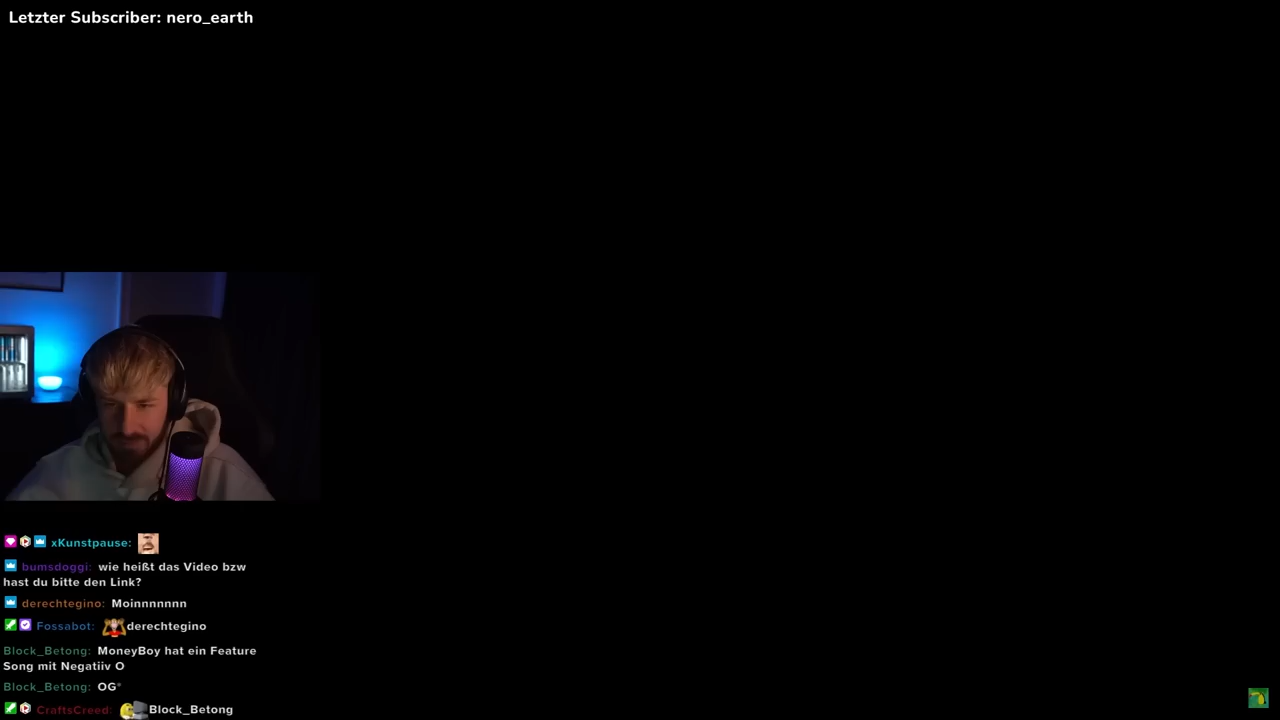 Letzter Subscriber: nero_earth
xKunstpause:
bumsdoggi: wie heißt das Video bzw
hast du bitte den Link?
derechtegino: Moinnnnnnn
Fossabot: derechtegino
Block_Betong: MoneyBoy hat ein Feature
Song mit Negatiiv O
Block_Betong: OG*
CraftsCreed: Block_Betong